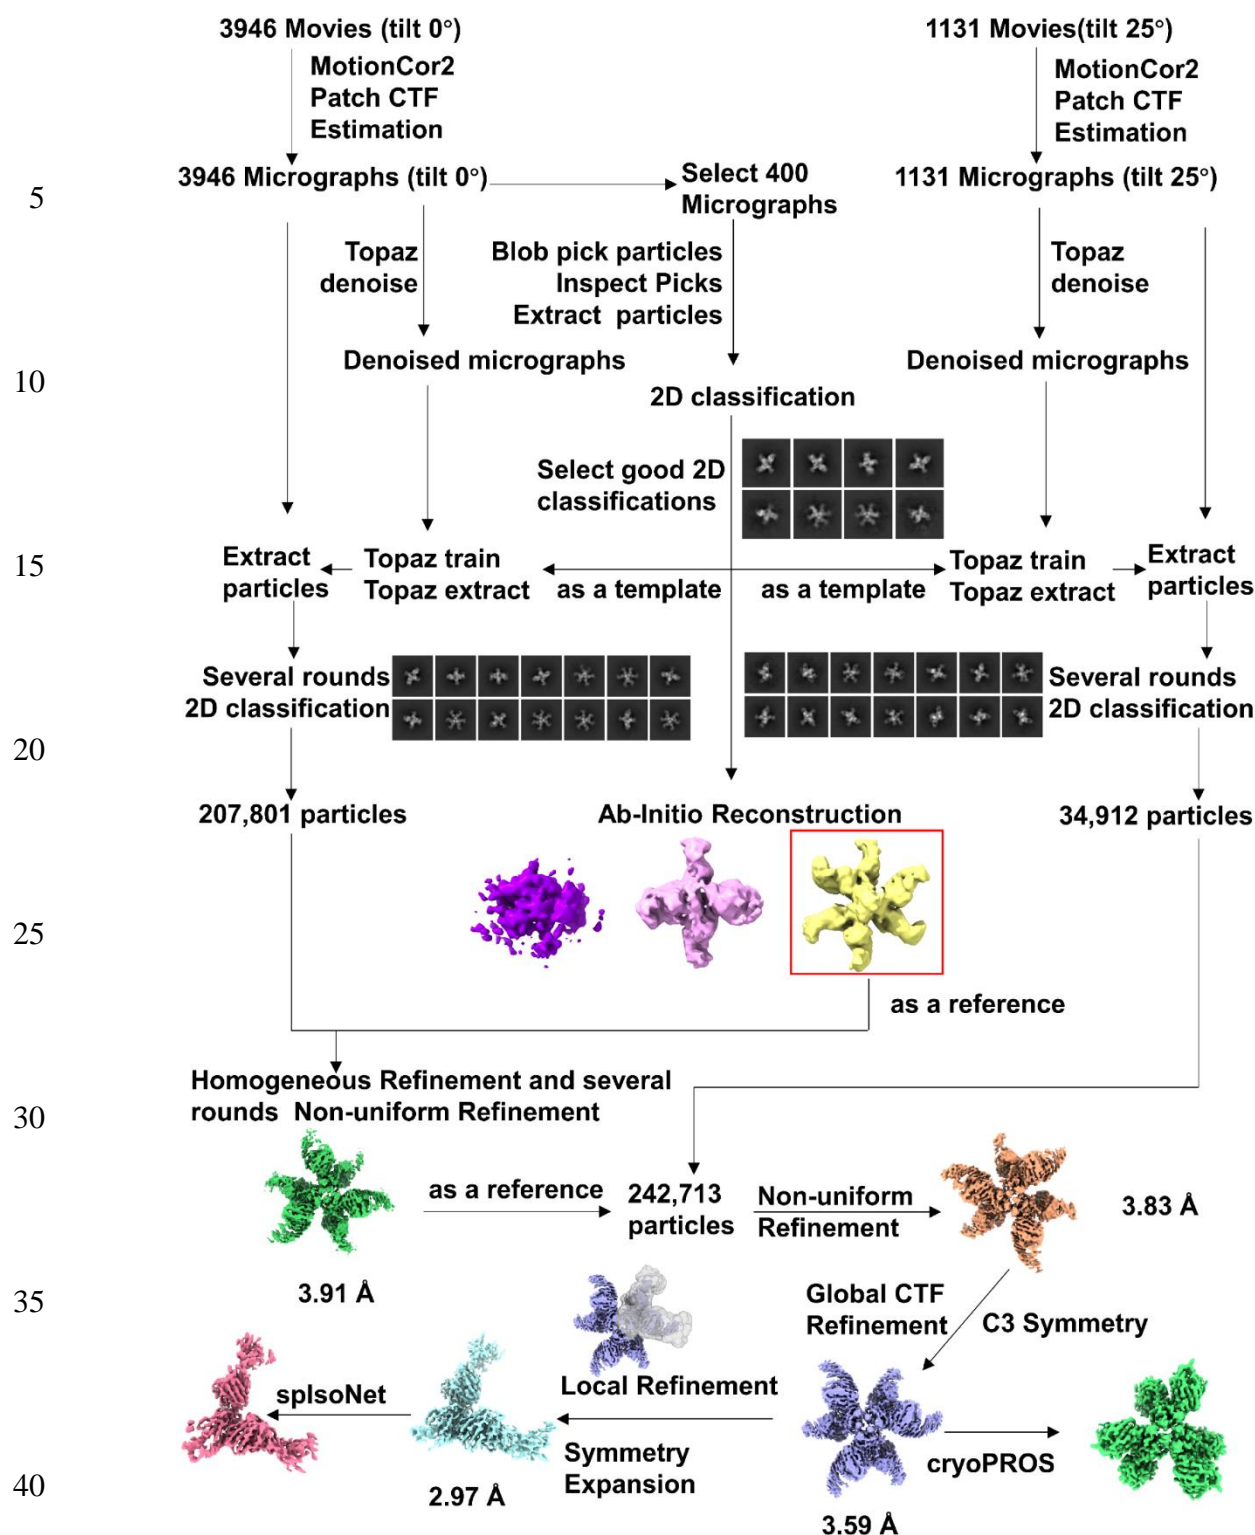 3946 Movies (tilt 0°)
1131 Movies(tilt 25°)
MotionCor2
Patch CTF
Estimation
MotionCor2
Patch CTF
Estimation
3946 Micrographs (tilt 0°)
Select 400
Micrographs
1131 Micrographs (tilt 25°)
5
Topaz
denoise
Blob pick particles
Inspect Picks
Extract particles
Topaz
denoise
Denoised micrographs
Denoised micrographs
10
2D classification
Select good 2D
classifications
15
Extract
particles
Topaz train
Topaz extract
as a template
as a template
Topaz train
Topaz extract
Extract
particles
Several rounds
2D classification
Several rounds
2D classification
20
207,801 particles
Ab-Initio Reconstruction
34,912 particles
25
as a reference
Homogeneous Refinement and several
rounds Non-uniform Refinement
30
as a reference
242,713
particles
Non-uniform
Refinement
3.83 Å
3.91 Å
35
Global CTF
Refinement
C3 Symmetry
spIsoNet
Local Refinement
Symmetry
Expansion
cryoPROS
40
2.97 Å
3.59 Å